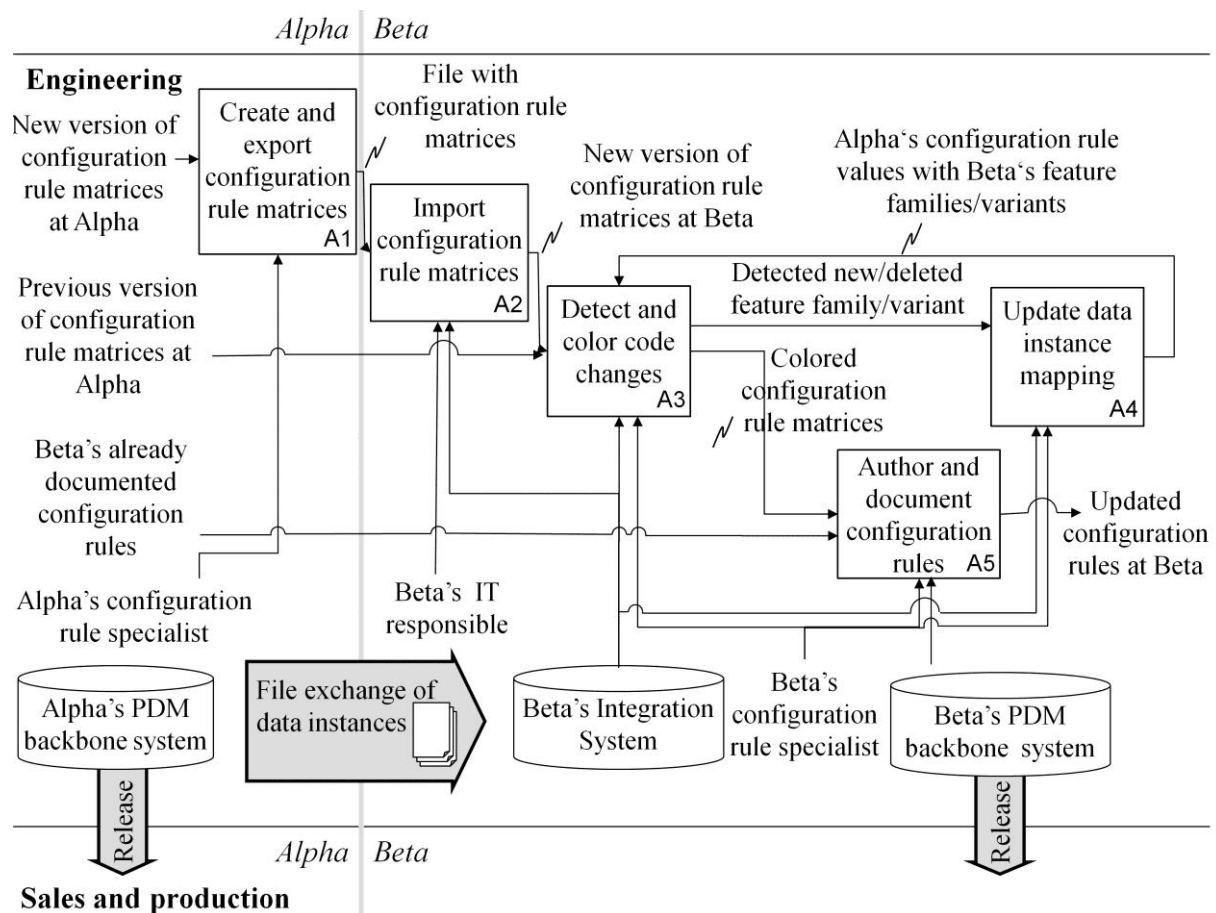 Alpha
Beta
Engineering
New version of
configuration
rule matrices
at Alpha
Create and
export
configuration
rule matrices
A1
File with
configuration rule
matrices
Import
configuration
rule matrices
A2
New version of
configuration rule
matrices at Beta
Alpha‘s configuration rule
values with Beta‘s feature
families/variants
Previous version
of configuration
rule matrices at
Alpha
Detect and
color code
changes
A3
Detected new/deleted
feature family/variant
Update data
instance
mapping
A4
Colored
configuration
rule matrices
Beta’s already
documented
configuration
rules
Author and
document
configuration
rules
A5
Updated
configuration
rules at Beta
Alpha’s configuration
rule specialist
Beta’s IT
responsible
Alpha’s PDM
backbone system
File exchange of
data instances
Beta’s Integration
System
Beta’s
configuration
rule specialist
Beta’s PDM
backbone system
Release
Release
Alpha
Beta
Sales and production